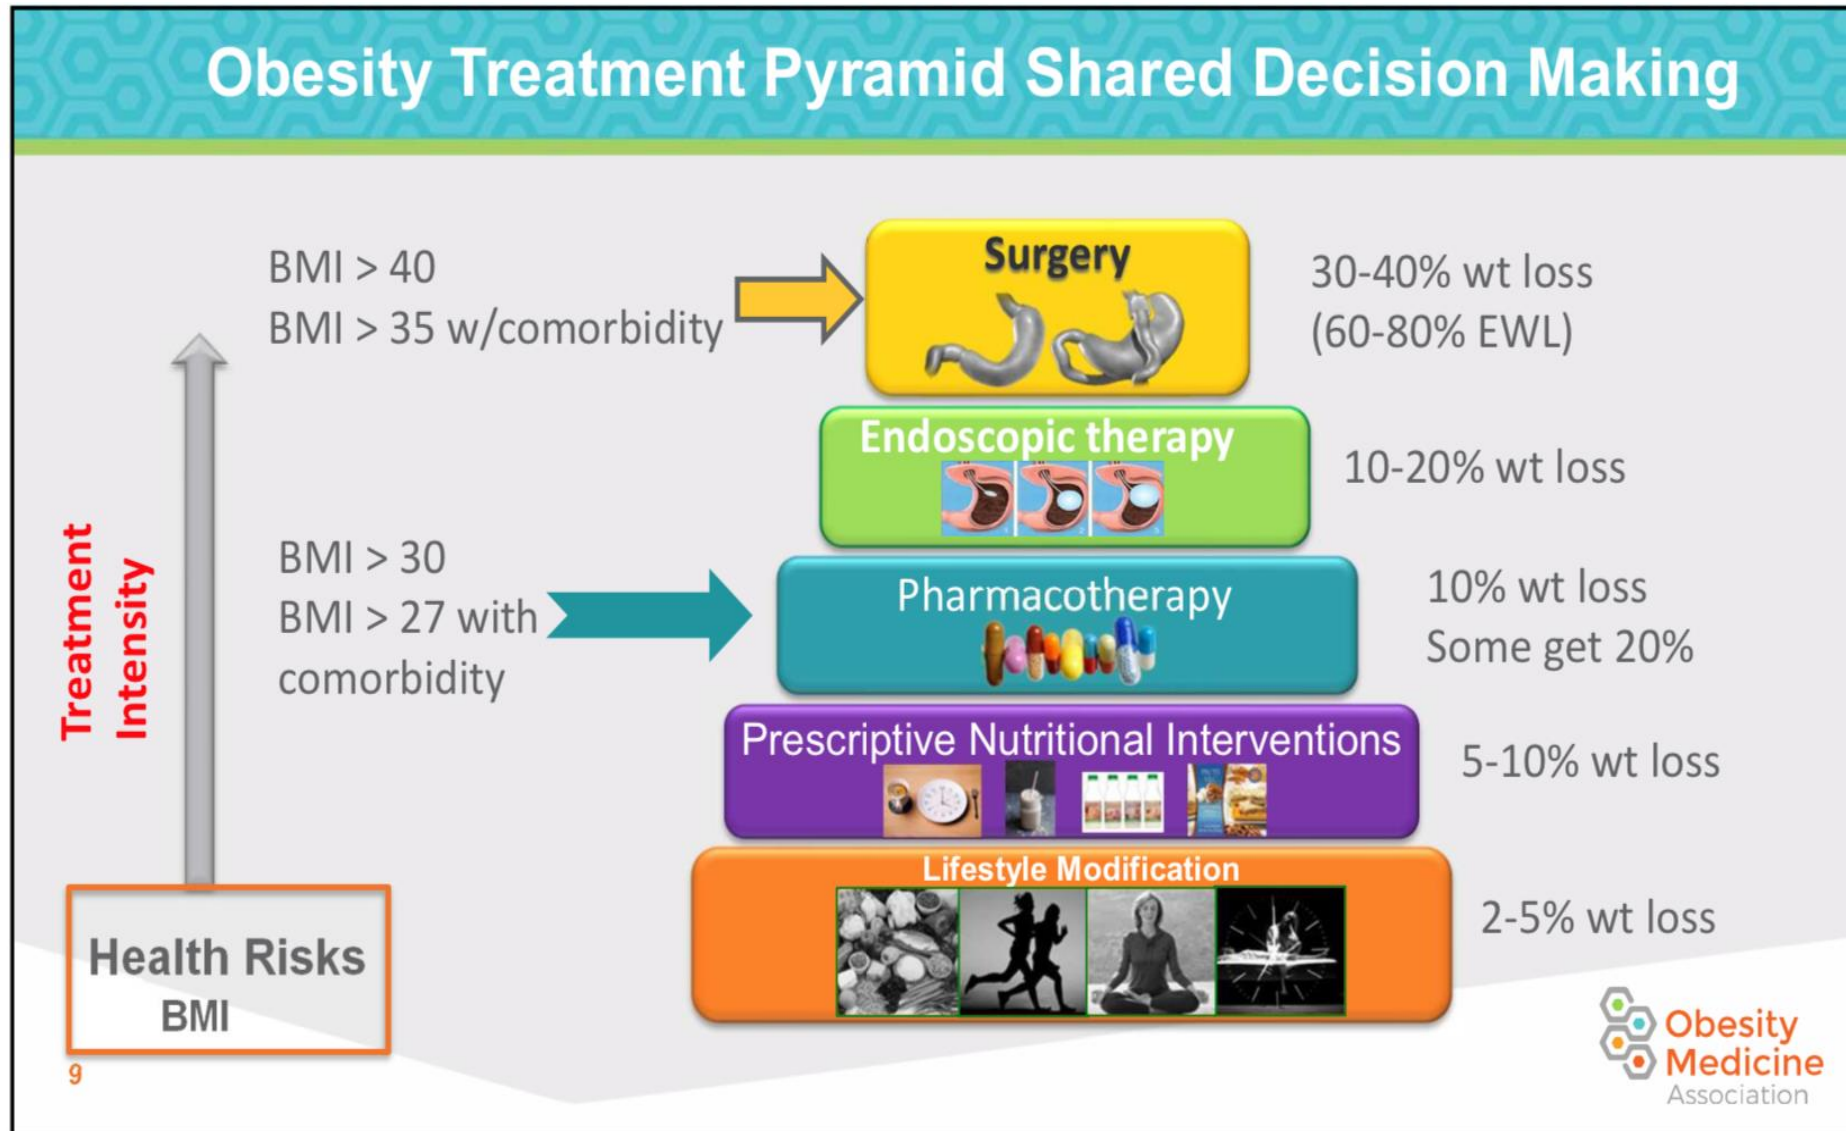 Obesity Treatment Pyramid Shared Decision Making
BMI > 40
BMI > 35 w/comorbidity
Surgery
30-40% wt loss
(60-80% EWL)
Endoscopic therapy
10-20% wt loss
Treatment
Intensity
BMI > 30
BMI > 27 with
comorbidity
Pharmacotherapy
10% wt loss
Some get 20%
Prescriptive Nutritional Interventions
5-10% wt loss
Lifestyle Modification
2-5% wt loss
Health Risks
BMI
9
Obesity
Medicine
Association